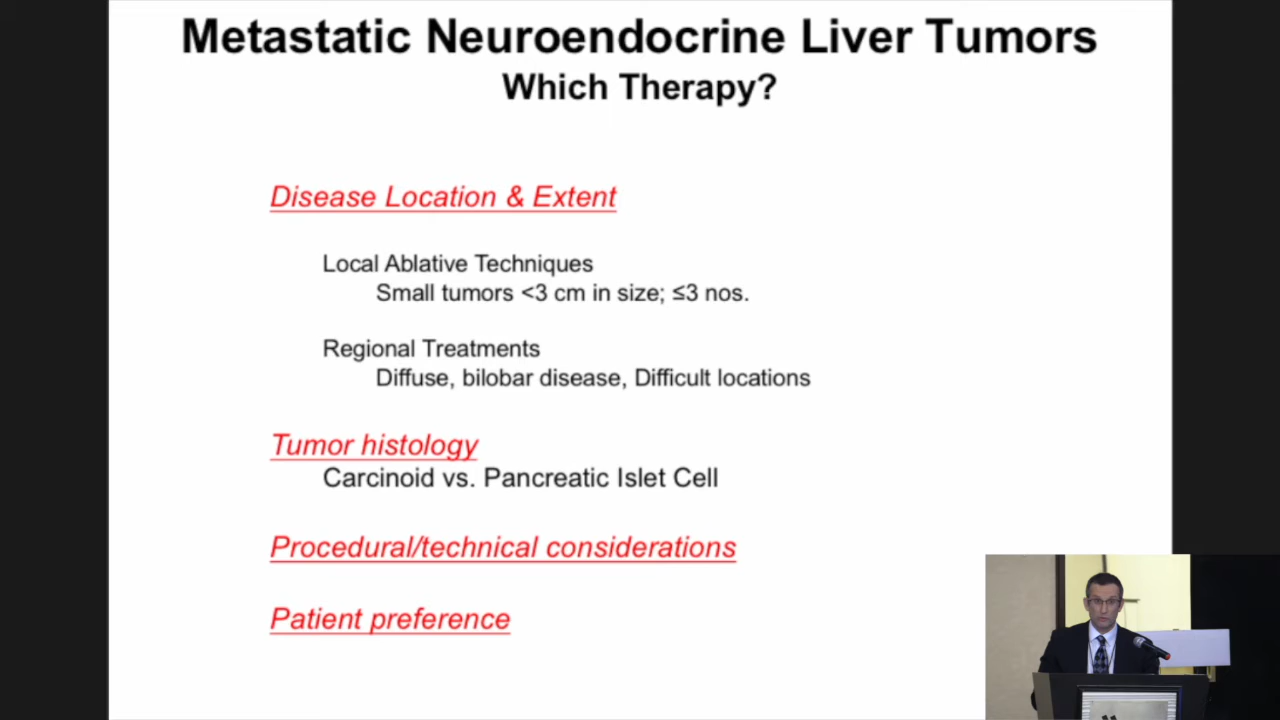 Metastatic Neuroendocrine Liver Tumors
Which Therapy?
Disease Location & Extent
Local Ablative Techniques
Small tumors <3 cm in size; ≤3 nos.
Regional Treatments
Diffuse, bilobar disease, Difficult locations
Tumor histology
Carcinoid vs. Pancreatic Islet Cell
Procedural/technical considerations
Patient preference